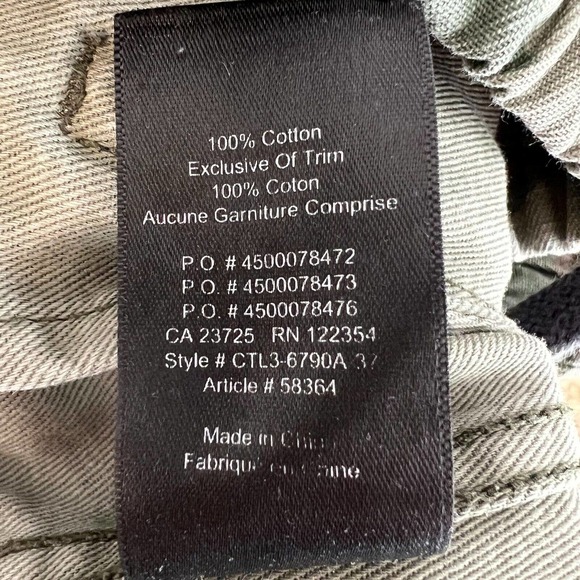 100% Cotton
Exclusive Of Trim
100% Coton
Aucune Garniture Comprise
P.O. # 4500078472
P.O. # 4500078473
P.O. # 4500078476
CA 23725 RN 122354
Style # CTL3-6790A 37
Article # 58364
Made in
en